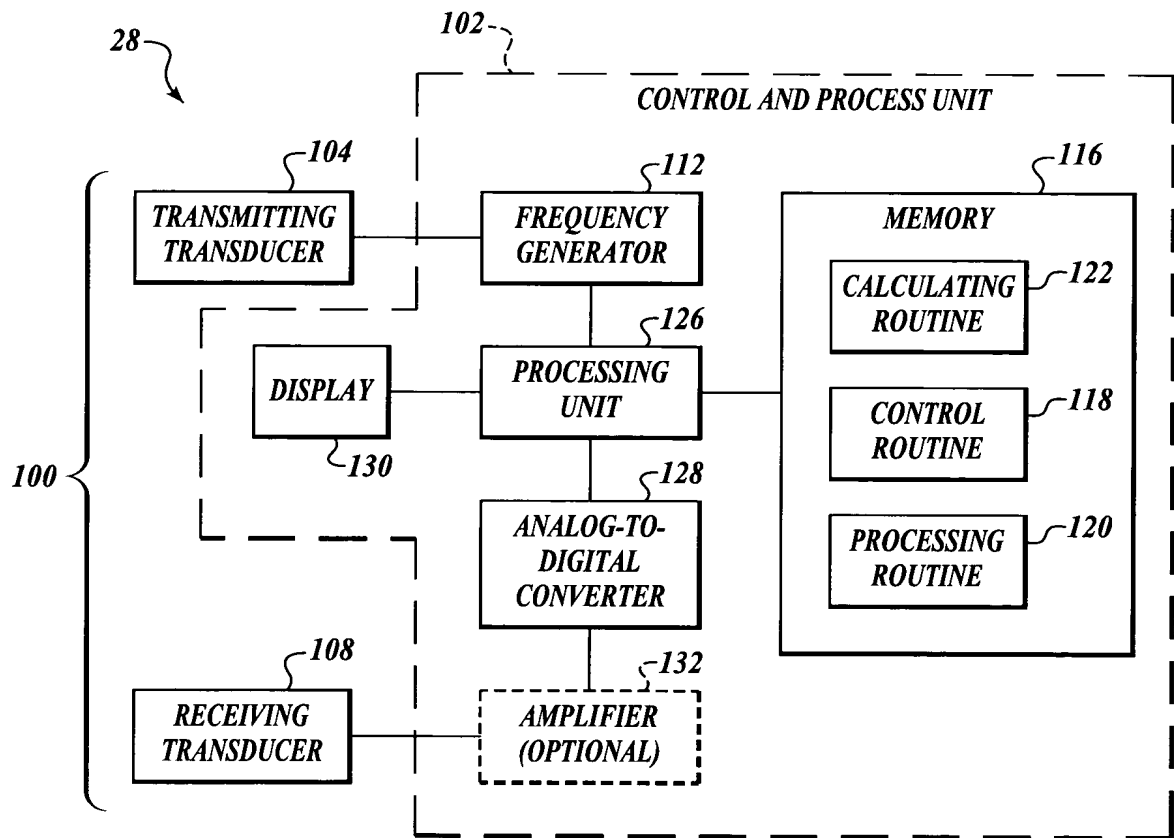 28
102
CONTROL AND PROCESS UNIT
104
TRANSMITTING
TRANSDUCER
112
FREQUENCY
GENERATOR
116
MEMORY
122
CALCULATING
ROUTINE
126
PROCESSING
UNIT
DISPLAY
130
118
CONTROL
ROUTINE
100
128
ANALOG-TO-
DIGITAL
CONVERTER
120
PROCESSING
ROUTINE
108
RECEIVING
TRANSDUCER
132
AMPLIFIER
(OPTIONAL)